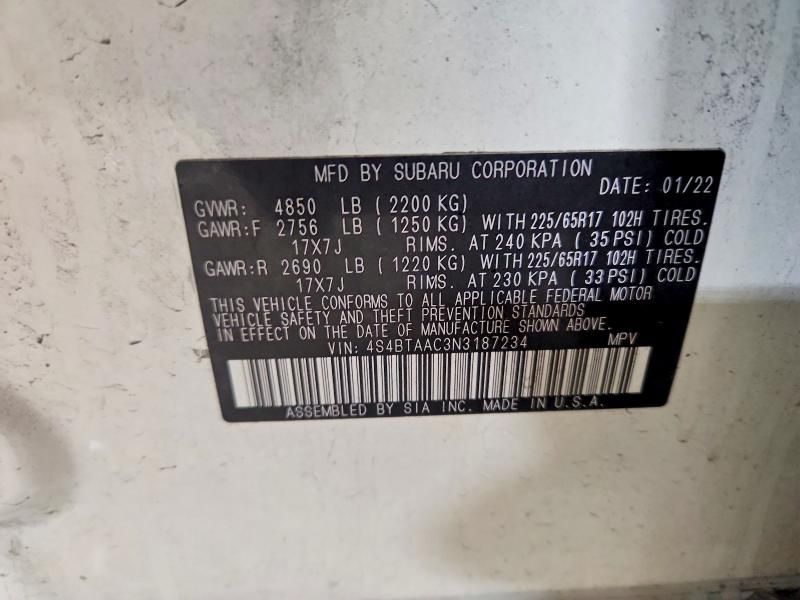 MFD BY SUBARU CORPORATION
DATE: 01/22
GVWR: 4850 LB ( 2200 KG)
GAWR:F 2756 LB ( 1250 KG) WITH 225/65R17 102H TIRES.
17X7J RIMS. AT 240 KPA ( 35 PSI) COLD
GAWR:R 2690 LB ( 1220 KG) WITH 225/65R17 102H TIRES.
17X7J RIMS. AT 230 KPA ( 33 PSI) COLD
THIS VEHICLE CONFORMS TO ALL APPLICABLE FEDERAL MOTOR
VEHICLE SAFETY AND THEFT PREVENTION STANDARDS
IN EFFECT ON THE DATE OF MANUFACTURE SHOWN ABOVE.
VIN: 4S4BTAAC3N3187234 MPV
ASSEMBLED BY SIA INC. MADE IN U.S.A.